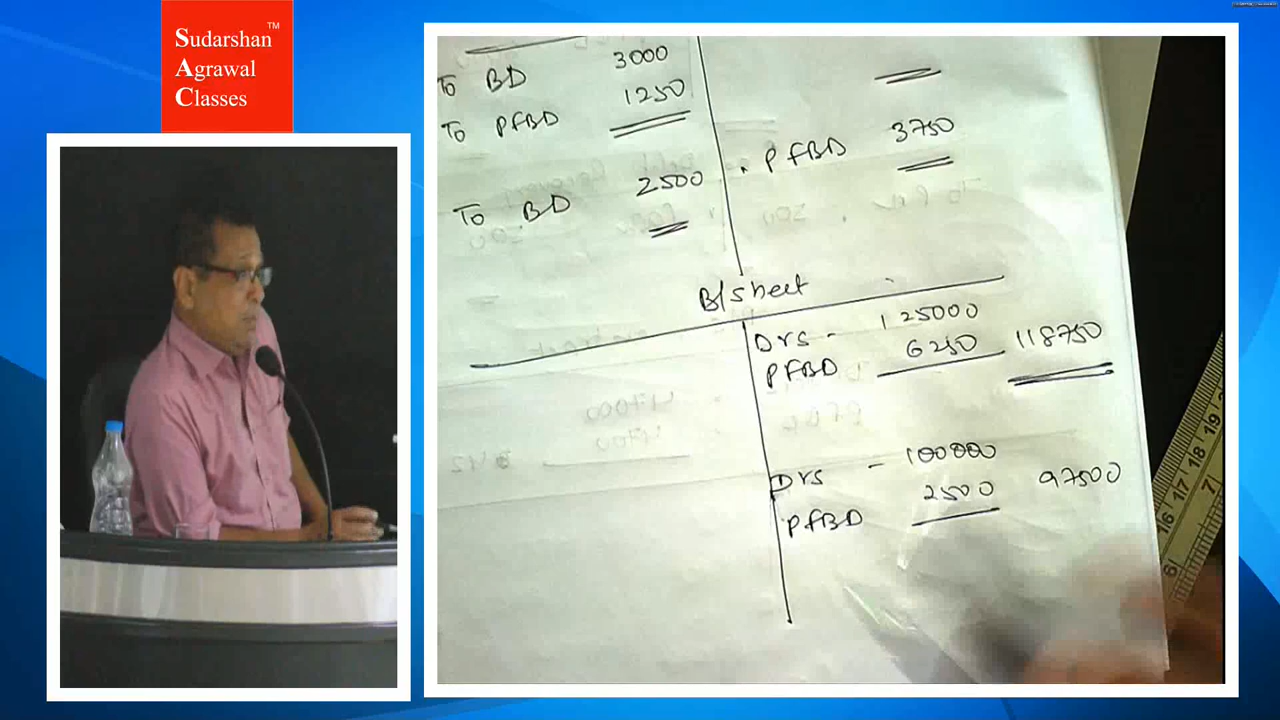 Sudarshan™
Agrawal
Classes
To BD 3000
To PFBD 1250
PFBD 3750
To BD 2500
B/Sheet
Drs - 125000
PFBD 6250 118750
Drs - 100000
PFBD 2500 97500